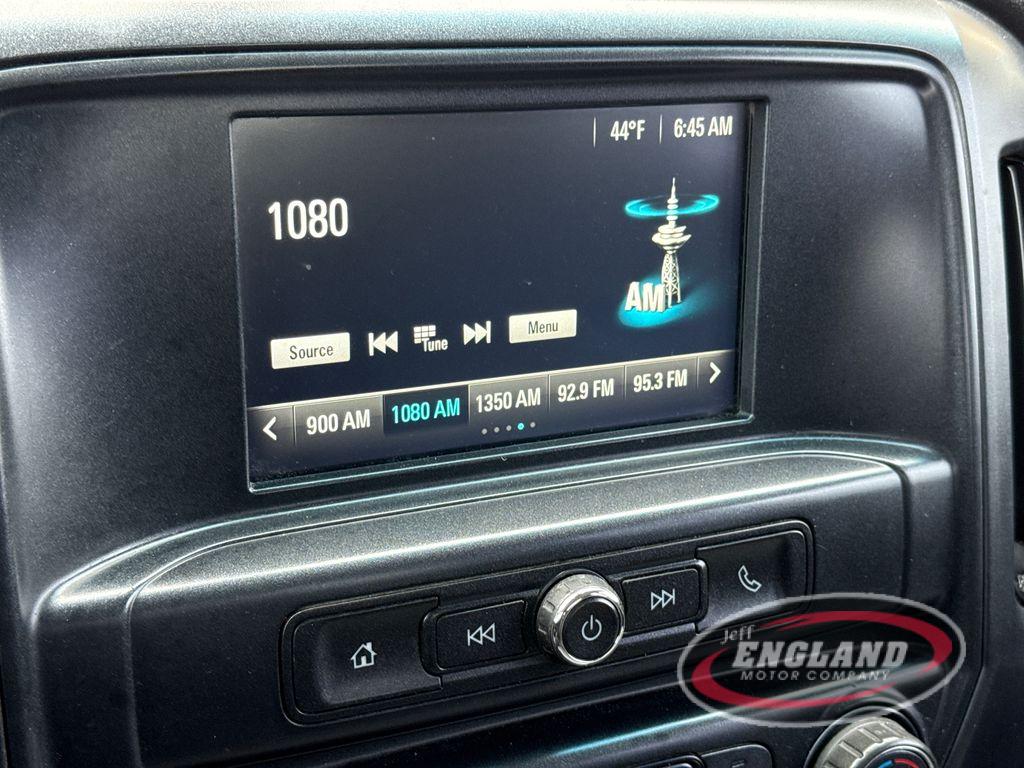 44°F 6:45 AM
1080
AM
Source Tune Menu
900 AM 1080 AM 1350 AM 92.9 FM 95.3 FM
Jeff
ENGLAND
MOTOR COMPANY